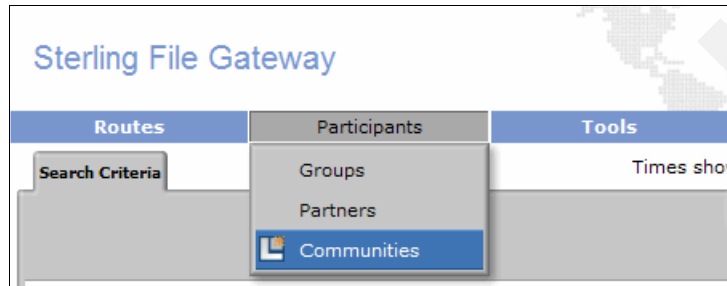 Sterling File Gateway
Routes Participants Tools
Search Criteria Groups Times sho
Partners
Communities